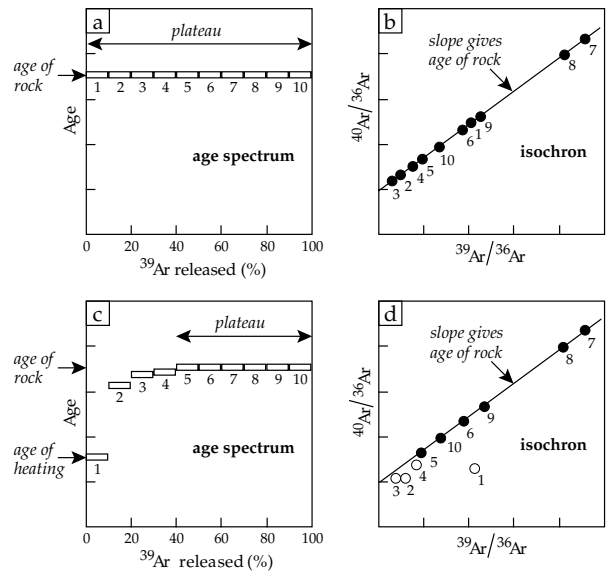 a
plateau
age of
rock
1 2 3 4 5 6 7 8 9 10
Age
age spectrum
0 20 40 60 80 100
³⁹Ar released (%)
b
slope gives
age of rock
7
8
9
1
6
10
5
4
2
3
⁴⁰Ar/³⁶Ar
isochron
³⁹Ar/³⁶Ar
c
plateau
age of
rock
5 6 7 8 9 10
4
3
2
Age
age spectrum
age of
heating
1
0 20 40 60 80 100
³⁹Ar released (%)
d
slope gives
age of rock
7
8
9
6
10
5
4
3 2
1
⁴⁰Ar/³⁶Ar
isochron
³⁹Ar/³⁶Ar